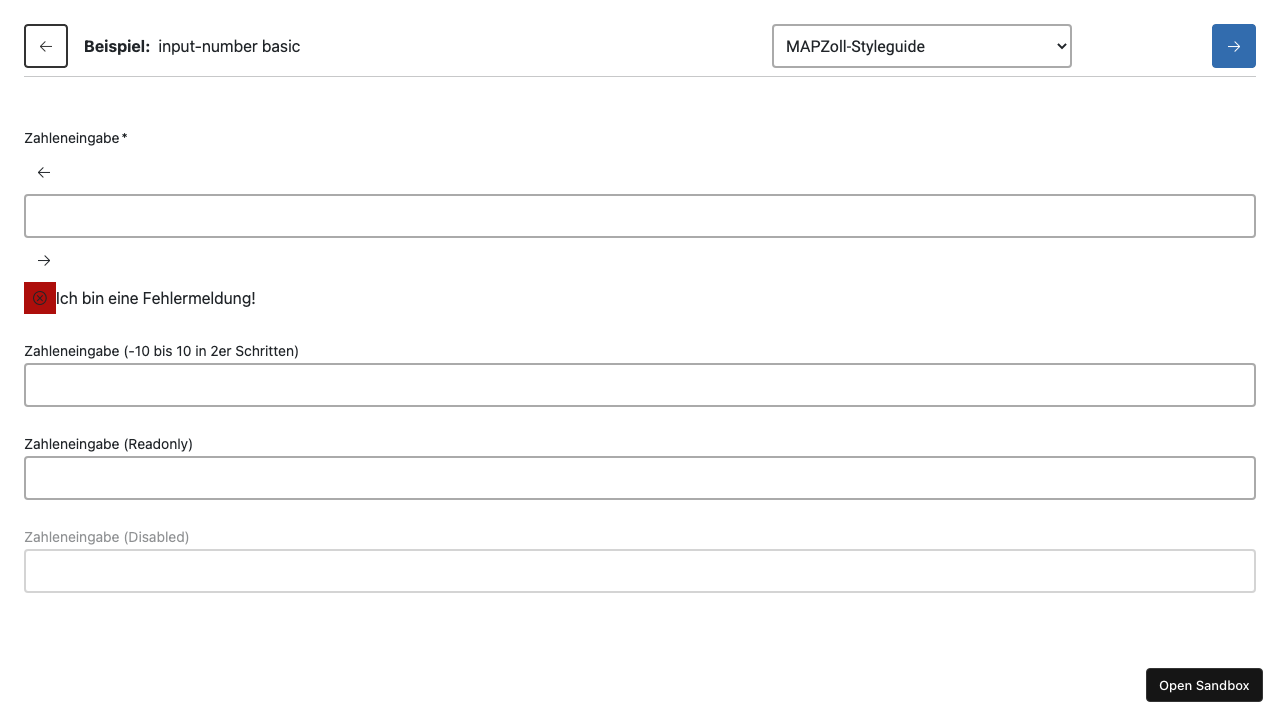 Beispiel: input-number basic
MAPZoll-Styleguide
Zahleneingabe*
Ich bin eine Fehlermeldung!
Zahleneingabe (-10 bis 10 in 2er Schritten)
Zahleneingabe (Readonly)
Zahleneingabe (Disabled)
Open Sandbox